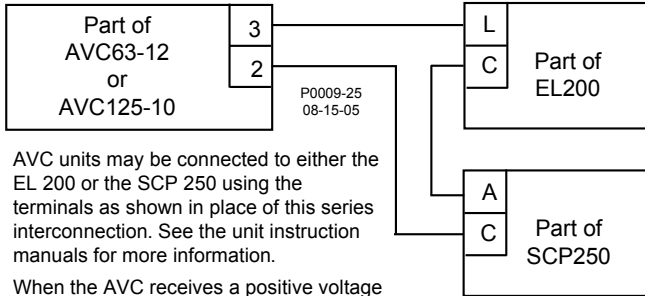 Part of
AVC63-12
or
AVC125-10
3
2
P0009-25
08-15-05
L
C
Part of
EL200
A
C
Part of
SCP250
AVC units may be connected to either the
EL 200 or the SCP 250 using the
terminals as shown in place of this series
interconnection. See the unit instruction
manuals for more information.
When the AVC receives a positive voltage